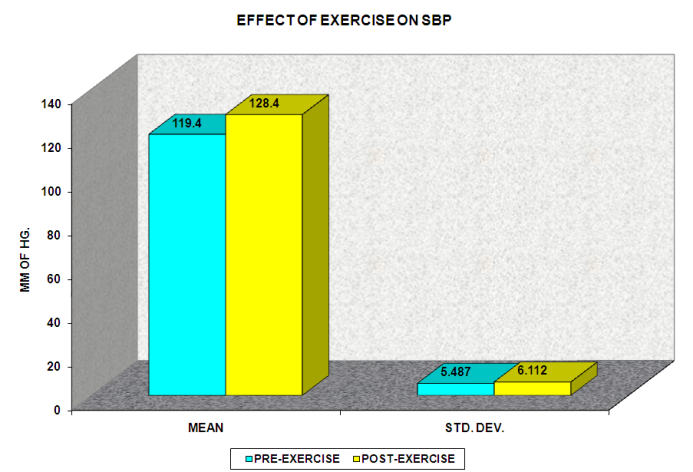 EFFECT OF EXERCISE ON SBP
140
120
100
80
60
40
20
0
MM OF HG.
119.4
128.4
5.487
6.112
MEAN
STD. DEV.
PRE-EXERCISE POST-EXERCISE